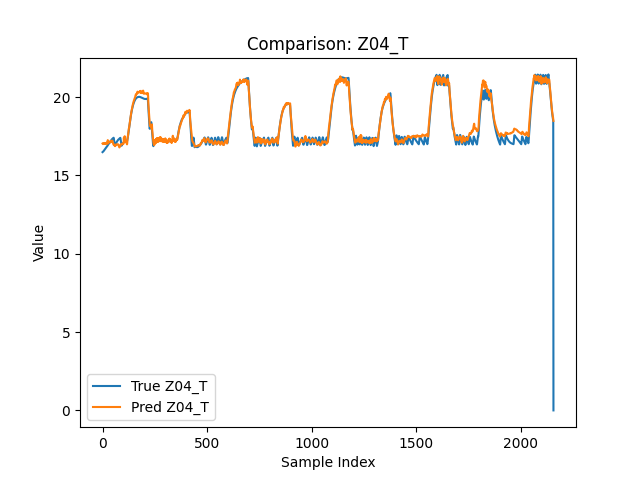 Comparison: Z04_T
Value
20
15
10
5
0
True Z04_T
Pred Z04_T
0 500 1000 1500 2000
Sample Index